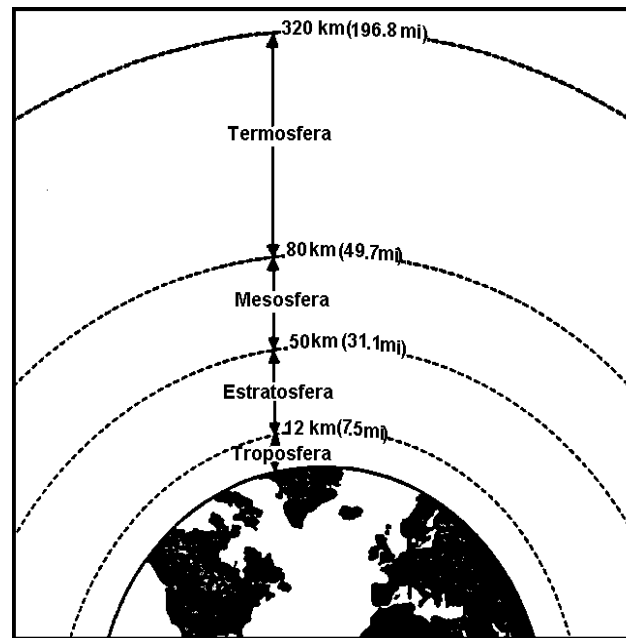 320 km(196.8 mi)
Termosfera
80 km (49.7mi)
Mesosfera
50km (31.1mi)
Estratosfera
12 km(7.5mi)
Troposfera